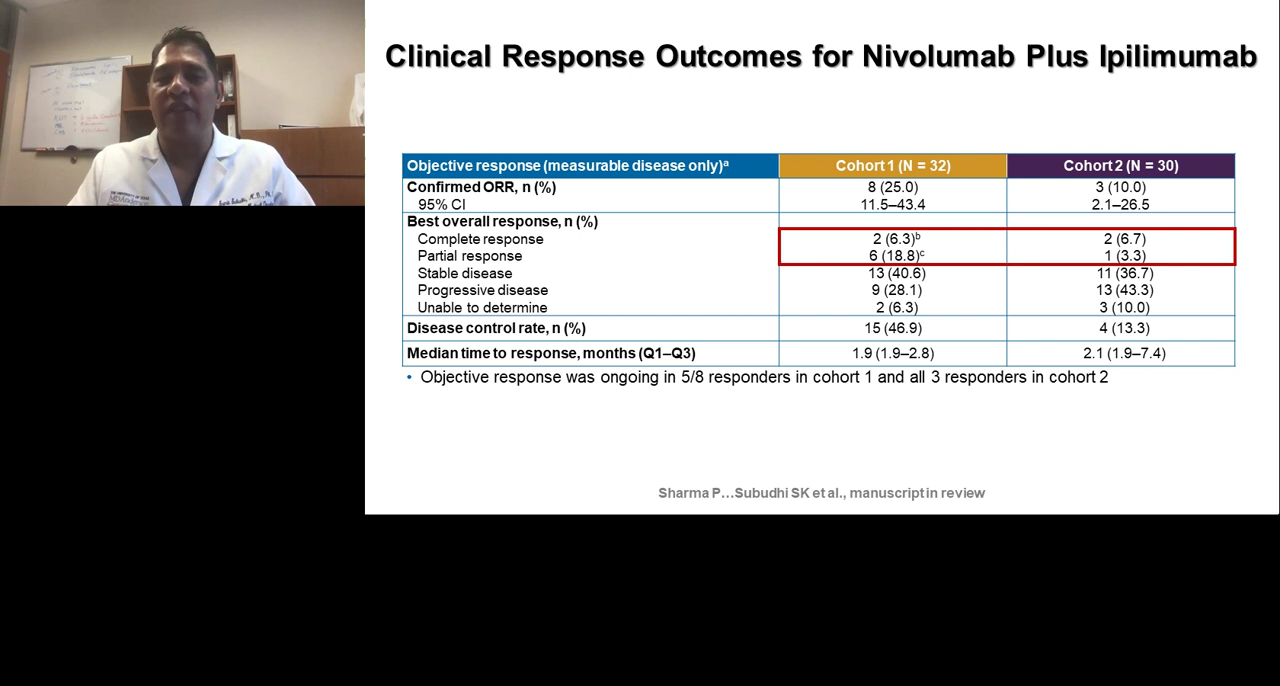 Clinical Response Outcomes for Nivolumab Plus Ipilimumab
Objective response (measurable disease only)ᵃ Cohort 1 (N = 32) Cohort 2 (N = 30)
Confirmed ORR, n (%) 8 (25.0) 3 (10.0)
95% CI 11.5–43.4 2.1–26.5
Best overall response, n (%)
Complete response 2 (6.3)ᵇ 2 (6.7)
Partial response 6 (18.8)ᶜ 1 (3.3)
Stable disease 13 (40.6) 11 (36.7)
Progressive disease 9 (28.1) 13 (43.3)
Unable to determine 2 (6.3) 3 (10.0)
Disease control rate, n (%) 15 (46.9) 4 (13.3)
Median time to response, months (Q1–Q3) 1.9 (1.9–2.8) 2.1 (1.9–7.4)
• Objective response was ongoing in 5/8 responders in cohort 1 and all 3 responders in cohort 2
Sharma P…Subudhi SK et al., manuscript in review